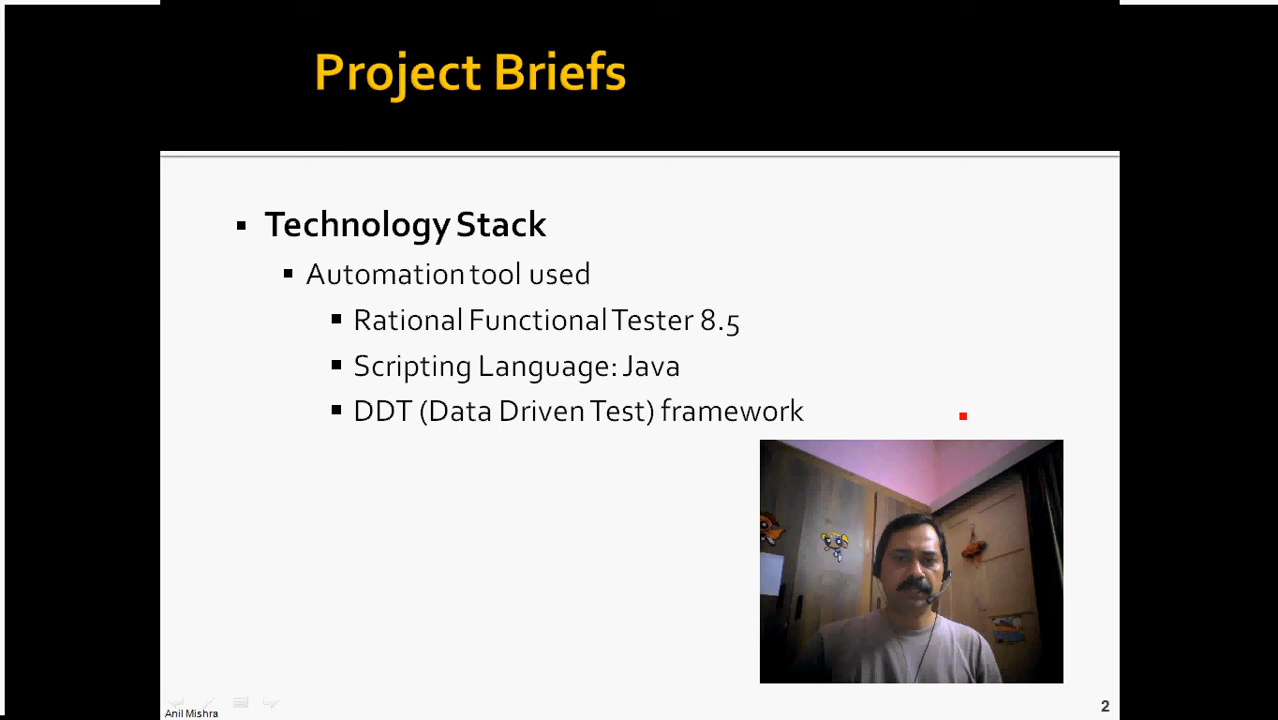 Project Briefs
Technology Stack
Automation tool used
Rational Functional Tester 8.5
Scripting Language: Java
DDT (Data Driven Test) framework
Anil Mishra
2